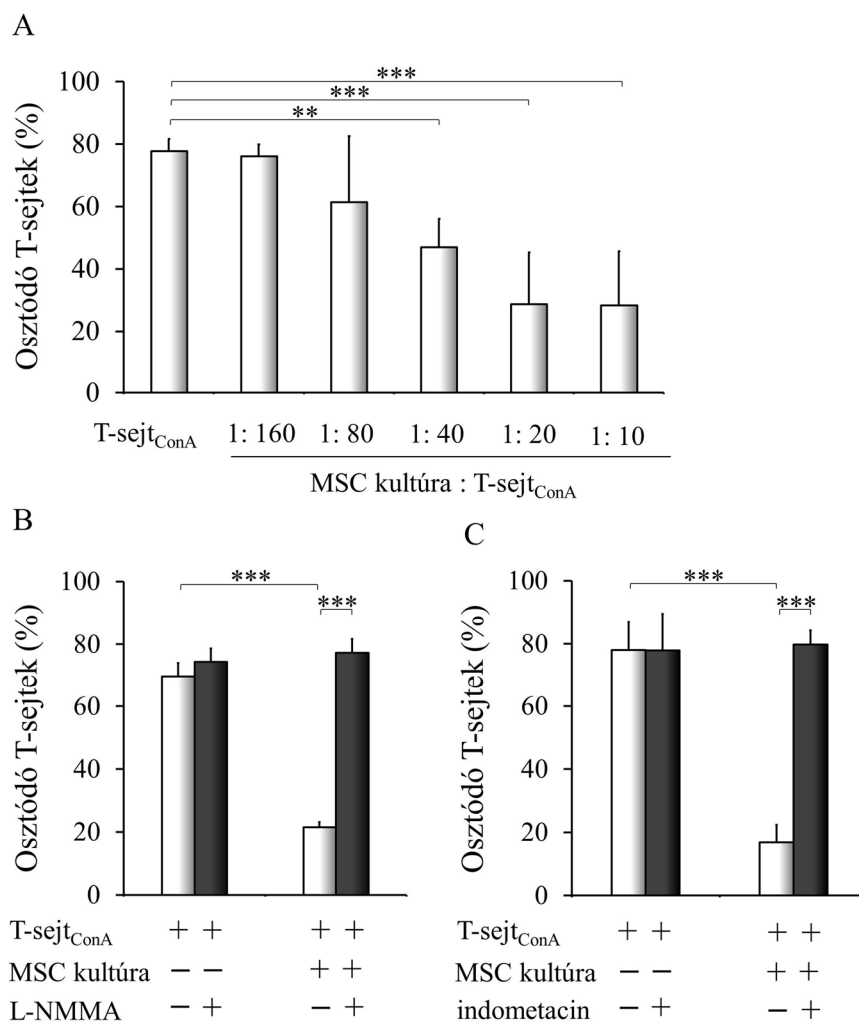 A
Osztódó T-sejtek (%)
100
80
60
40
20
0
***
***
**
T-sejtConA 1: 160 1: 80 1: 40 1: 20 1: 10
MSC kultúra : T-sejtConA
B
Osztódó T-sejtek (%)
100
80
60
40
20
0
***
***
T-sejtConA + + + +
MSC kultúra – – + +
L-NMMA – + – +
C
Osztódó T-sejtek (%)
100
80
60
40
20
0
***
***
T-sejtConA + + + +
MSC kultúra – – + +
indometacin – + – +